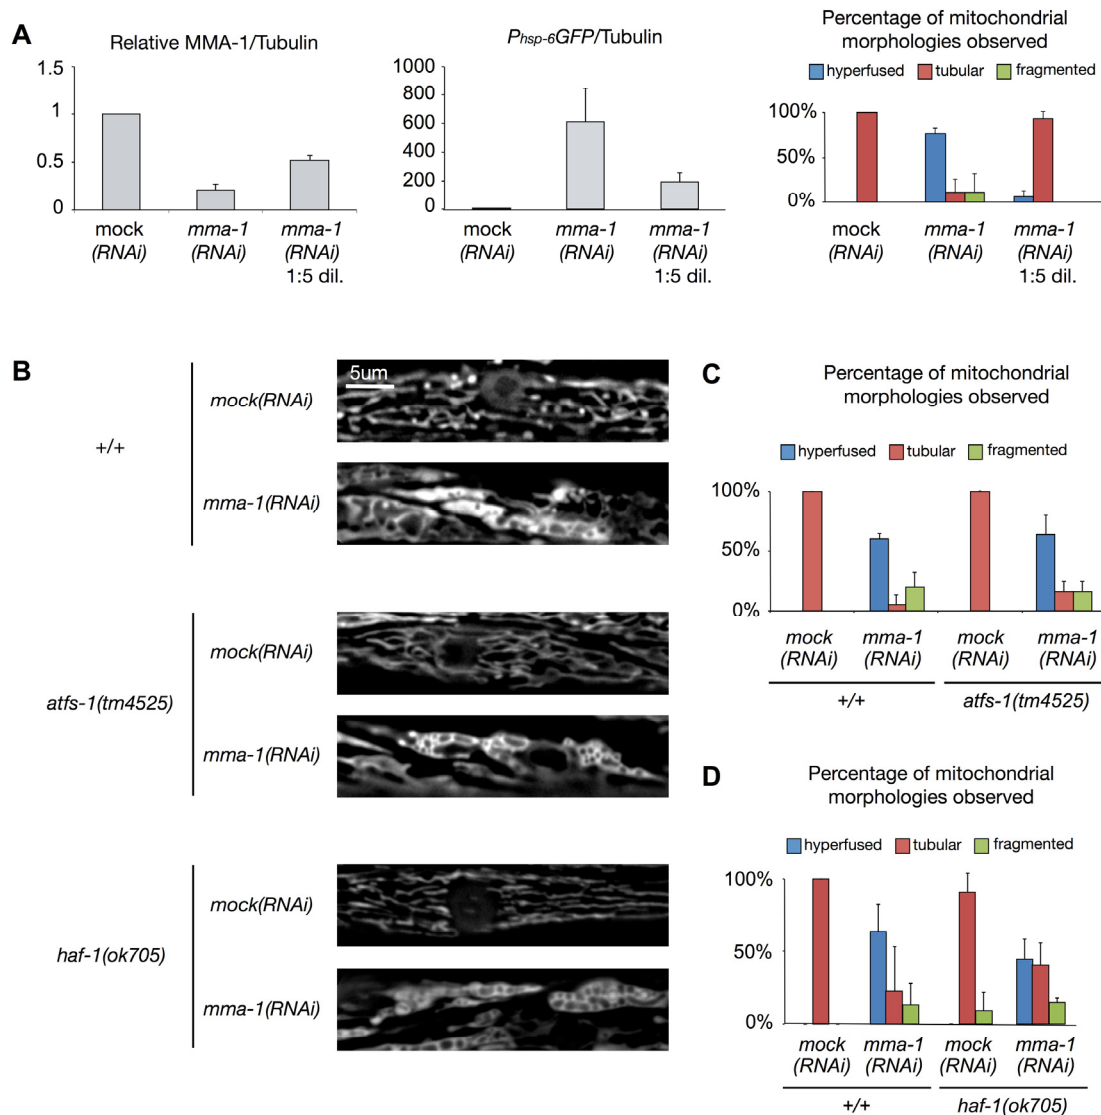 A
Relative MMA-1/Tubulin
1.5
1
0.5
0
mock
(RNAi)
mma-1
(RNAi)
mma-1
(RNAi)
1:5 dil.
Phsp-6GFP/Tubulin
1000
800
600
400
200
0
mock
(RNAi)
mma-1
(RNAi)
mma-1
(RNAi)
1:5 dil.
Percentage of mitochondrial
morphologies observed
hyperfused tubular fragmented
100%
50%
0%
mock
(RNAi)
mma-1
(RNAi)
mma-1
(RNAi)
1:5 dil.
B
+/+
mock(RNAi)
5um
mma-1(RNAi)
atfs-1(tm4525)
mock(RNAi)
mma-1(RNAi)
haf-1(ok705)
mock(RNAi)
mma-1(RNAi)
C
Percentage of mitochondrial
morphologies observed
hyperfused tubular fragmented
100%
50%
0%
mock
(RNAi)
mma-1
(RNAi)
mock
(RNAi)
mma-1
(RNAi)
+/+
atfs-1(tm4525)
D
Percentage of mitochondrial
morphologies observed
hyperfused tubular fragmented
100%
50%
0%
mock
(RNAi)
mma-1
(RNAi)
mock
(RNAi)
mma-1
(RNAi)
+/+
haf-1(ok705)